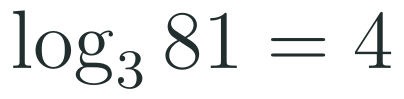 log₃ 81 = 4